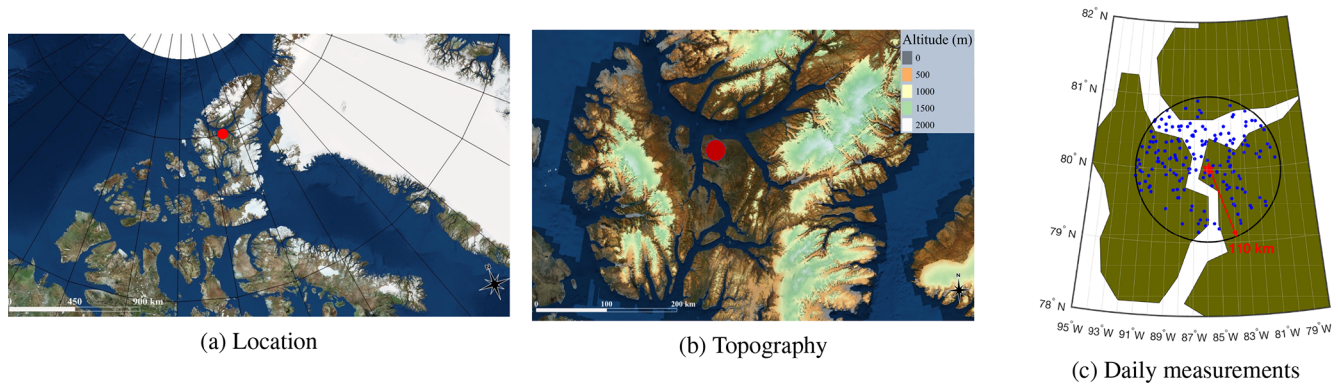 0 450 900 km
N
(a) Location
Altitude (m)
0
500
1000
1500
2000
0 100 200 km
N
(b) Topography
82° N
81° N
80° N
79° N
78° N
110 km
95°W 93°W 91°W 89°W 87°W 85°W 83°W 81°W 79°W
(c) Daily measurements